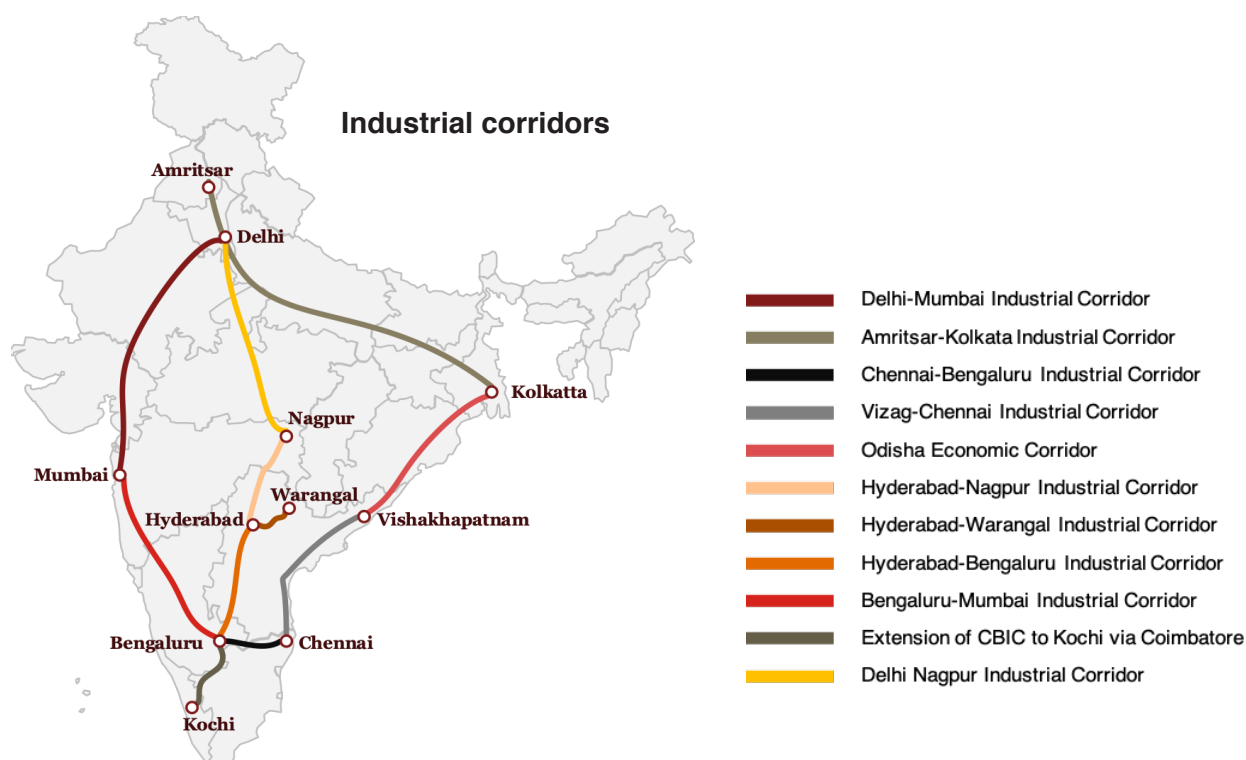 Industrial corridors
Amritsar
Delhi
Kolkatta
Nagpur
Mumbai
Warangal
Hyderabad
Vishakhapatnam
Bengaluru
Chennai
Kochi
Delhi-Mumbai Industrial Corridor
Amritsar-Kolkata Industrial Corridor
Chennai-Bengaluru Industrial Corridor
Vizag-Chennai Industrial Corridor
Odisha Economic Corridor
Hyderabad-Nagpur Industrial Corridor
Hyderabad-Warangal Industrial Corridor
Hyderabad-Bengaluru Industrial Corridor
Bengaluru-Mumbai Industrial Corridor
Extension of CBIC to Kochi via Coimbatore
Delhi Nagpur Industrial Corridor